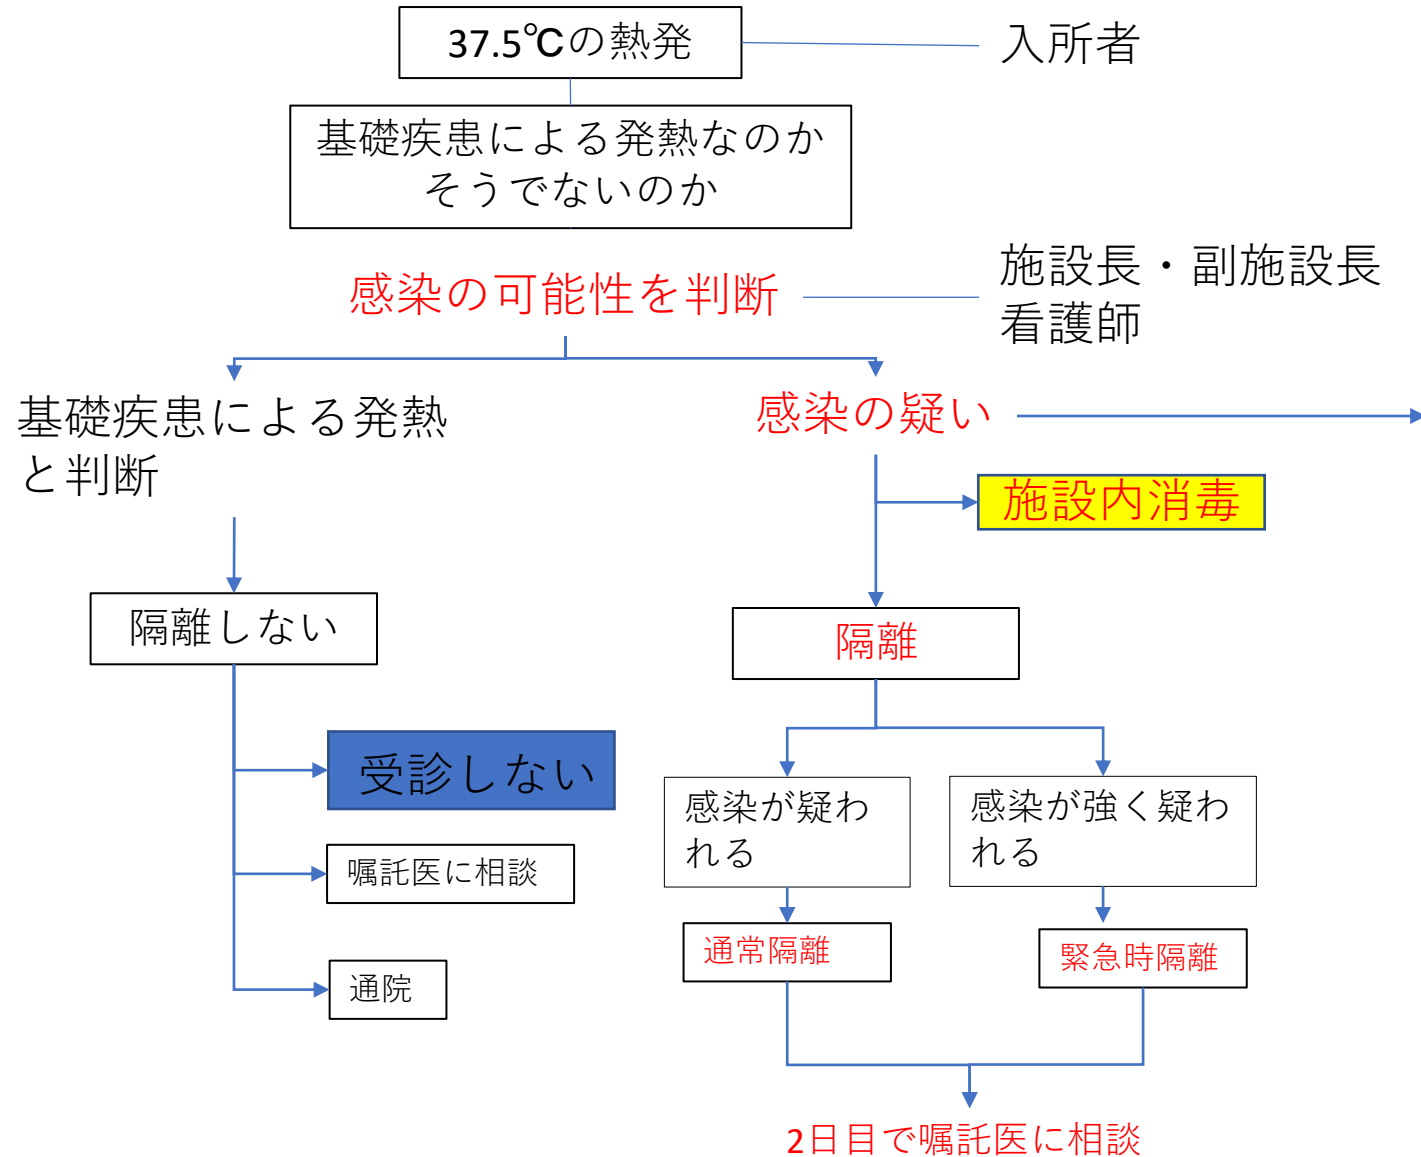 37.5℃の熱発
入所者
基礎疾患による発熱なのか
そうでないのか
感染の可能性を判断
施設長・副施設長
看護師
基礎疾患による発熱
と判断
感染の疑い
施設内消毒
隔離しない
隔離
受診しない
嘱託医に相談
通院
感染が疑わ
れる
感染が強く疑わ
れる
通常隔離
緊急時隔離
2日目で嘱託医に相談